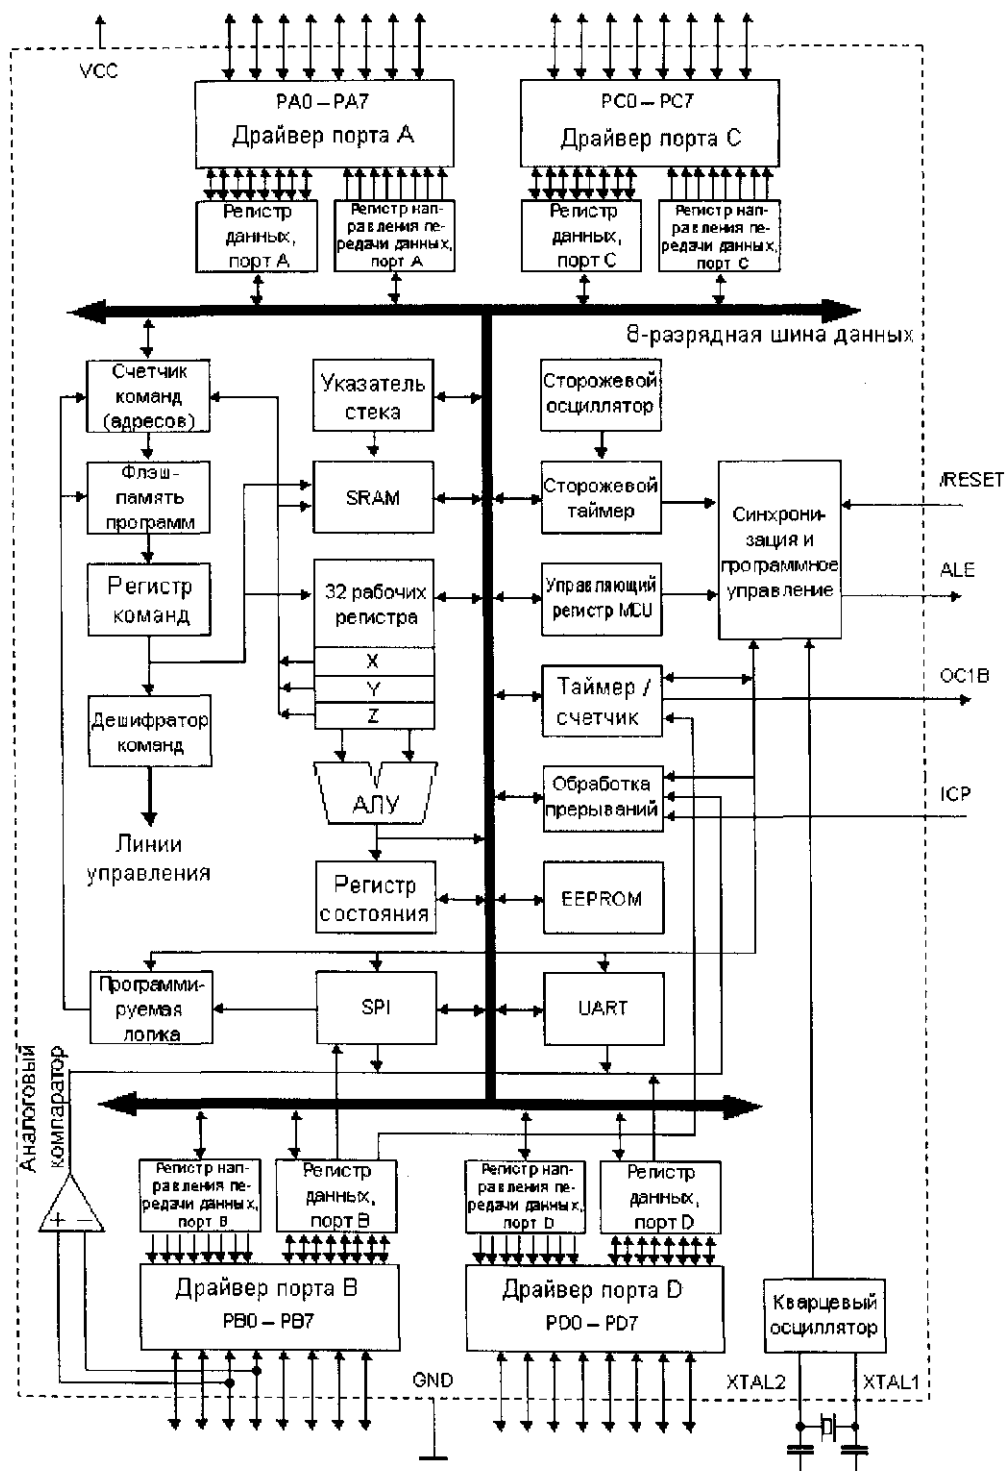 VCC
PA0 – PA7
Драйвер порта A
PC0 – PC7
Драйвер порта C
Регистр
данных,
порт A
Регистр нап-
равления пе-
редачи данных,
порт A
Регистр
данных,
порт C
Регистр нап-
равления пе-
редачи данных,
порт C
8-разрядная шина данных
Счетчик
команд
(адресов)
Указатель
стека
Сторожевой
осциллятор
Флэш-
память
программ
SRAM
Сторожевой
таймер
Синхрони-
зация и
программное
управление
/RESET
Регистр
команд
32 рабочих
регистра
X
Y
Z
Управляющий
регистр MCU
ALE
Дешифратор
команд
Таймер /
счетчик
OC1B
АЛУ
Обработка
прерываний
ICP
Линии
управления
Регистр
состояния
EEPROM
Программи-
руемая
логика
SPI
UART
Аналоговый
компаратор
+ –
Регистр нап-
равления пе-
редачи данных,
порт B
Регистр
данных,
порт B
Регистр нап-
равления пе-
редачи данных,
порт D
Регистр
данных,
порт D
Драйвер порта B
PB0 – PB7
Драйвер порта D
PD0 – PD7
Кварцевый
осциллятор
GND
XTAL2
XTAL1